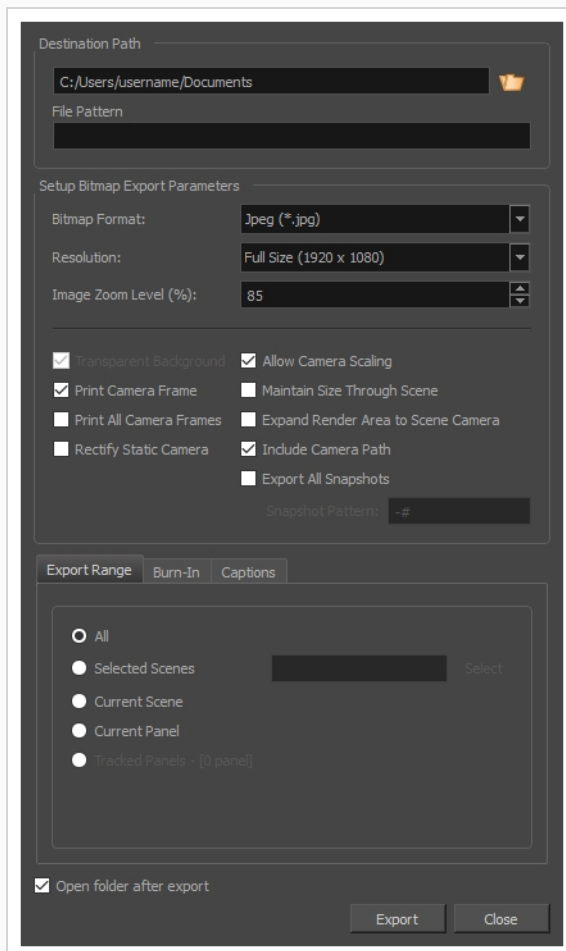 Destination Path
C:/Users/username/Documents
File Pattern
Setup Bitmap Export Parameters
Bitmap Format: Jpeg (*.jpg)
Resolution: Full Size (1920 x 1080)
Image Zoom Level (%): 85
Transparent Background Allow Camera Scaling
Print Camera Frame Maintain Size Through Scene
Print All Camera Frames Expand Render Area to Scene Camera
Rectify Static Camera Include Camera Path
Export All Snapshots
Snapshot Pattern: -#
Export Range Burn-In Captions
All
Selected Scenes Select
Current Scene
Current Panel
Tracked Panels - [0 panel]
Open folder after export
Export Close